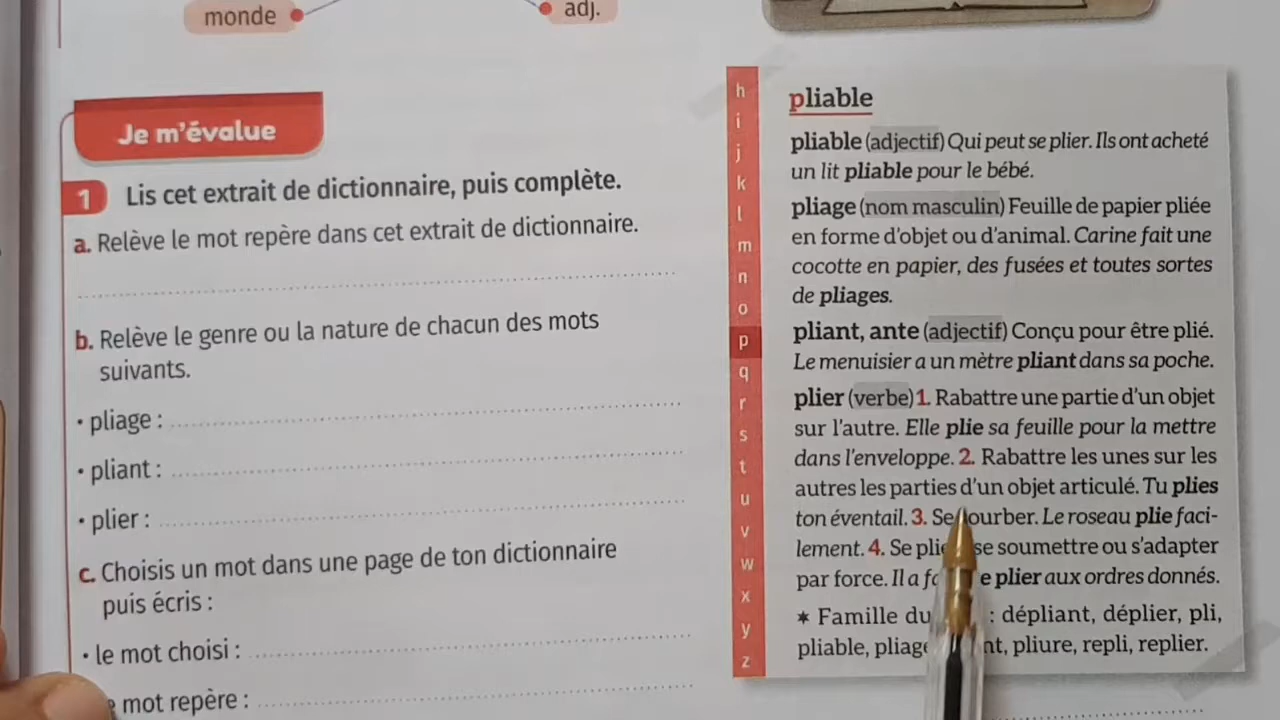 monde
adj.
Je m'évalue
1 Lis cet extrait de dictionnaire, puis complète.
a. Relève le mot repère dans cet extrait de dictionnaire.
b. Relève le genre ou la nature de chacun des mots
suivants.
• pliage :
• pliant :
• plier :
c. Choisis un mot dans une page de ton dictionnaire
puis écris :
• le mot choisi :
mot repère :
h
i
j
k
l
m
n
o
p
q
r
s
t
u
v
w
x
y
z
pliable
pliable (adjectif) Qui peut se plier. Ils ont acheté
un lit pliable pour le bébé.
pliage (nom masculin) Feuille de papier pliée
en forme d'objet ou d'animal. Carine fait une
cocotte en papier, des fusées et toutes sortes
de pliages.
pliant, ante (adjectif) Conçu pour être plié.
Le menuisier a un mètre pliant dans sa poche.
plier (verbe) 1. Rabattre une partie d'un objet
sur l'autre. Elle plie sa feuille pour la mettre
dans l'enveloppe. 2. Rabattre les unes sur les
autres les parties d'un objet articulé. Tu plies
ton éventail. 3. Se courber. Le roseau plie faci-
lement. 4. Se se soumettre ou s'adapter
par force. Il a plier aux ordres donnés.
* Famille du : dépliant, déplier, pli,
pliable, pliure, repli, replier.